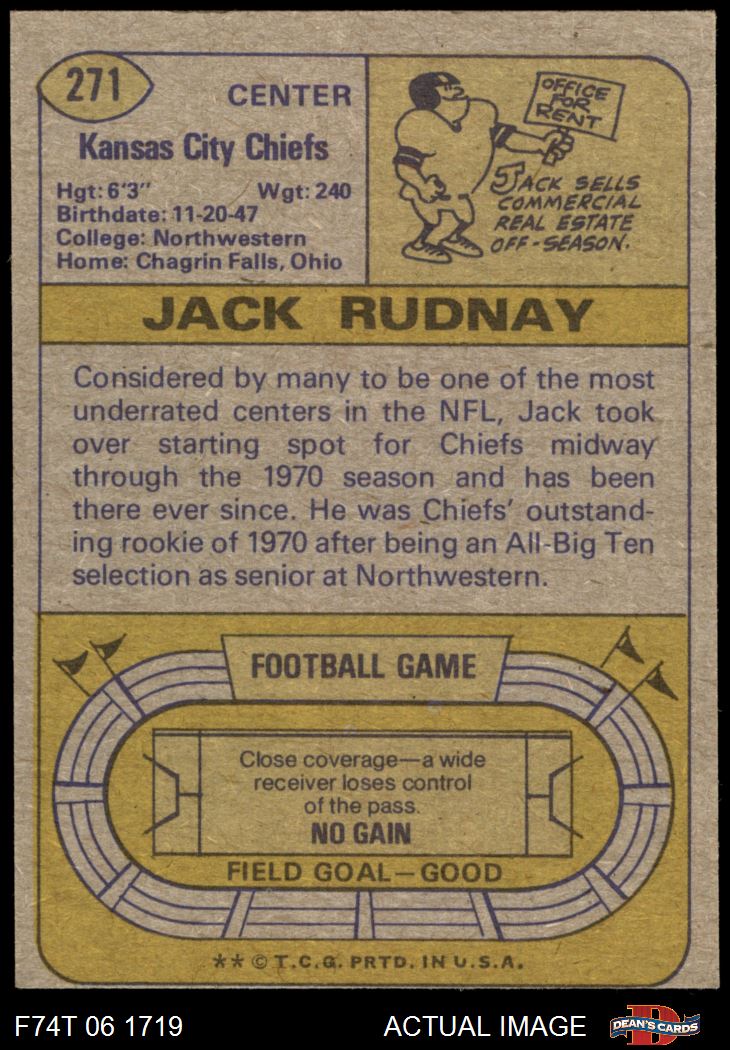 271
CENTER
Kansas City Chiefs
Hgt: 6'3" Wgt: 240
Birthdate: 11-20-47
College: Northwestern
Home: Chagrin Falls, Ohio
OFFICE
FOR
RENT
JACK SELLS
COMMERCIAL
REAL ESTATE
OFF-SEASON.
JACK RUDNAY
Considered by many to be one of the most
underrated centers in the NFL, Jack took
over starting spot for Chiefs midway
through the 1970 season and has been
there ever since. He was Chiefs' outstand-
ing rookie of 1970 after being an All-Big Ten
selection as senior at Northwestern.
FOOTBALL GAME
Close coverage—a wide
receiver loses control
of the pass.
NO GAIN
FIELD GOAL—GOOD
** © T.C.G. PRTD. IN U.S.A.
F74T 06 1719
ACTUAL IMAGE
D
DEAN'S CARDS